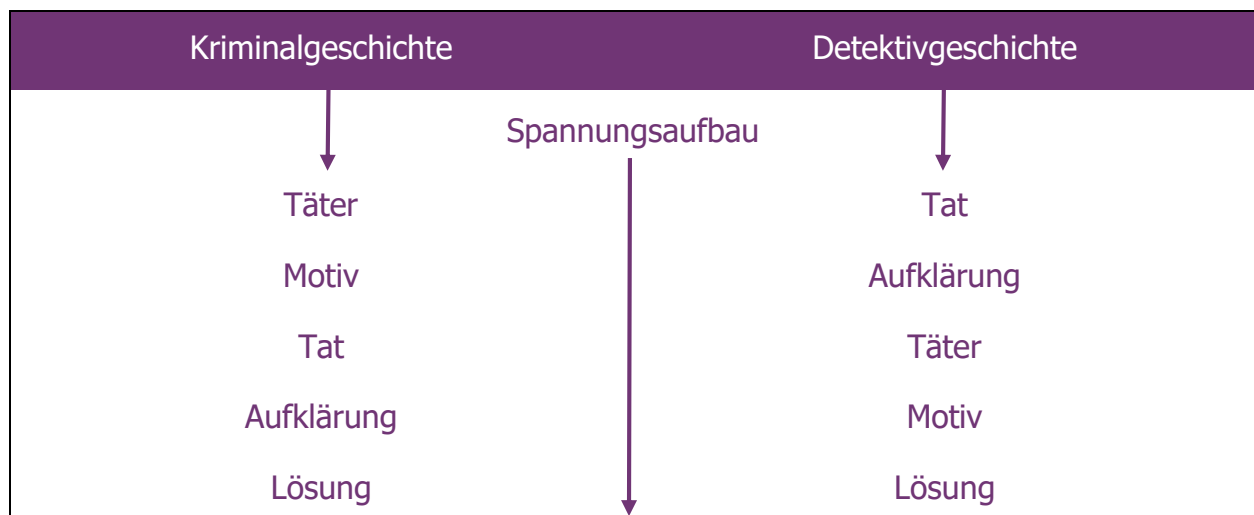 Kriminalgeschichte Detektivgeschichte
Spannungsaufbau
Täter Tat
Motiv Aufklärung
Tat Täter
Aufklärung Motiv
Lösung Lösung